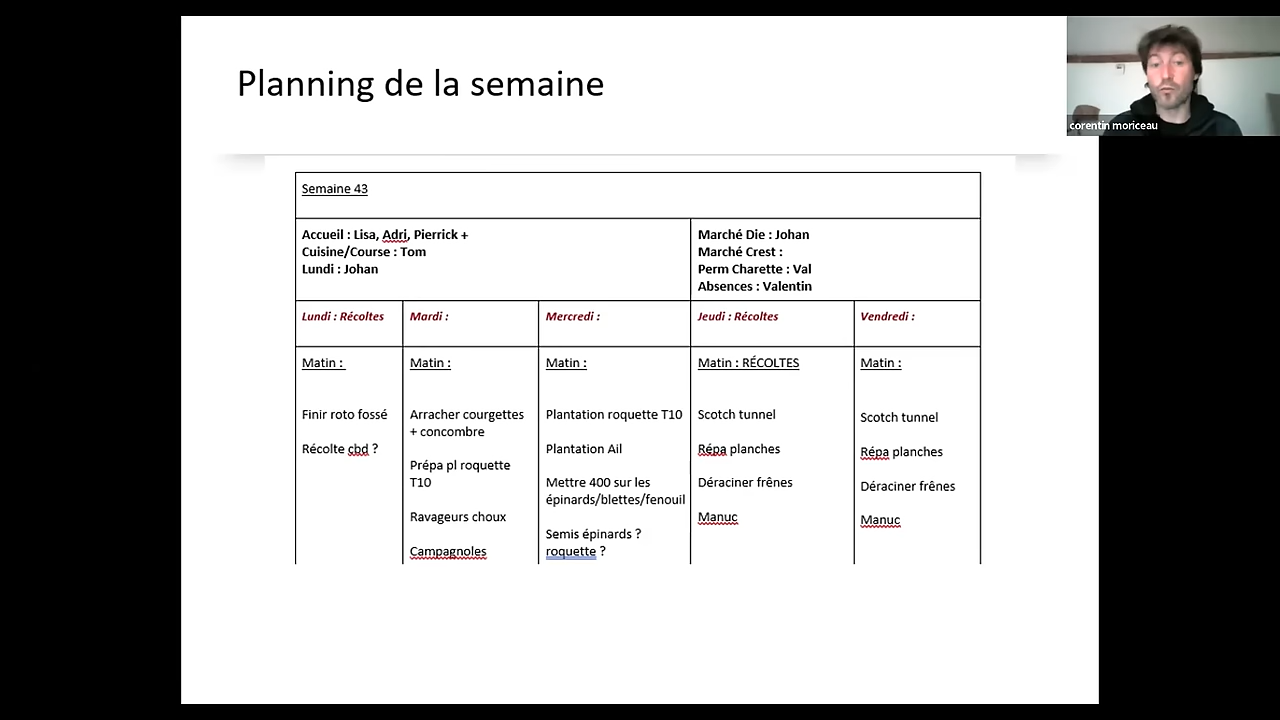 Planning de la semaine
corentin moriceau
Semaine 43
Accueil : Lisa, Adri, Pierrick +
Cuisine/Course : Tom
Lundi : Johan
Marché Die : Johan
Marché Crest :
Perm Charette : Val
Absences : Valentin
Lundi : Récoltes
Mardi :
Mercredi :
Jeudi : Récoltes
Vendredi :
Matin :
Finir roto fossé
Récolte cbd ?
Matin :
Arracher courgettes
+ concombre
Prépa pl roquette
T10
Ravageurs choux
Campagnoles
Matin :
Plantation roquette T10
Plantation Ail
Mettre 400 sur les
épinards/blettes/fenouil
Semis épinards ?
roquette ?
Matin : RÉCOLTES
Scotch tunnel
Répa planches
Déraciner frênes
Manuc
Matin :
Scotch tunnel
Répa planches
Déraciner frênes
Manuc